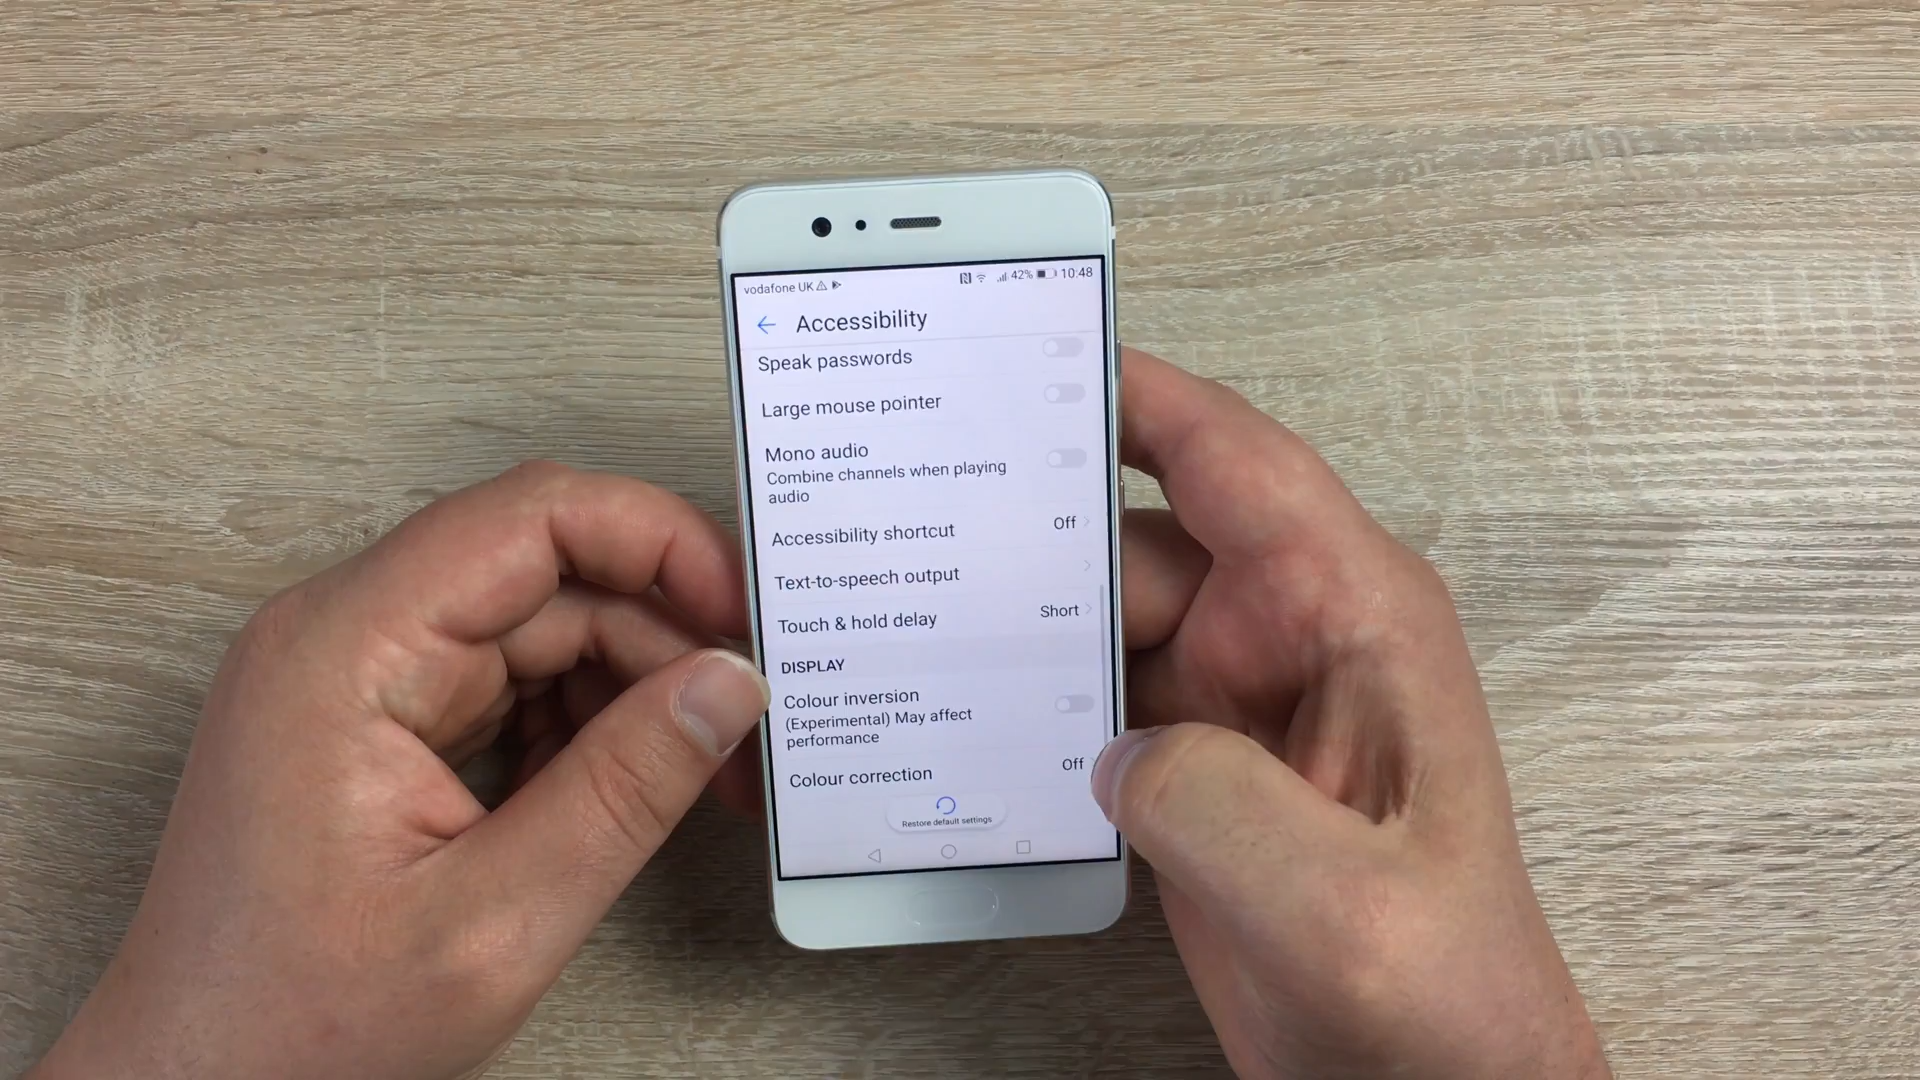 vodafone UK 42% 10:48
Accessibility
Speak passwords
Large mouse pointer
Mono audio
Combine channels when playing
audio
Accessibility shortcut Off
Text-to-speech output
Touch & hold delay Short
DISPLAY
Colour inversion
(Experimental) May affect
performance
Colour correction Off
Restore default settings